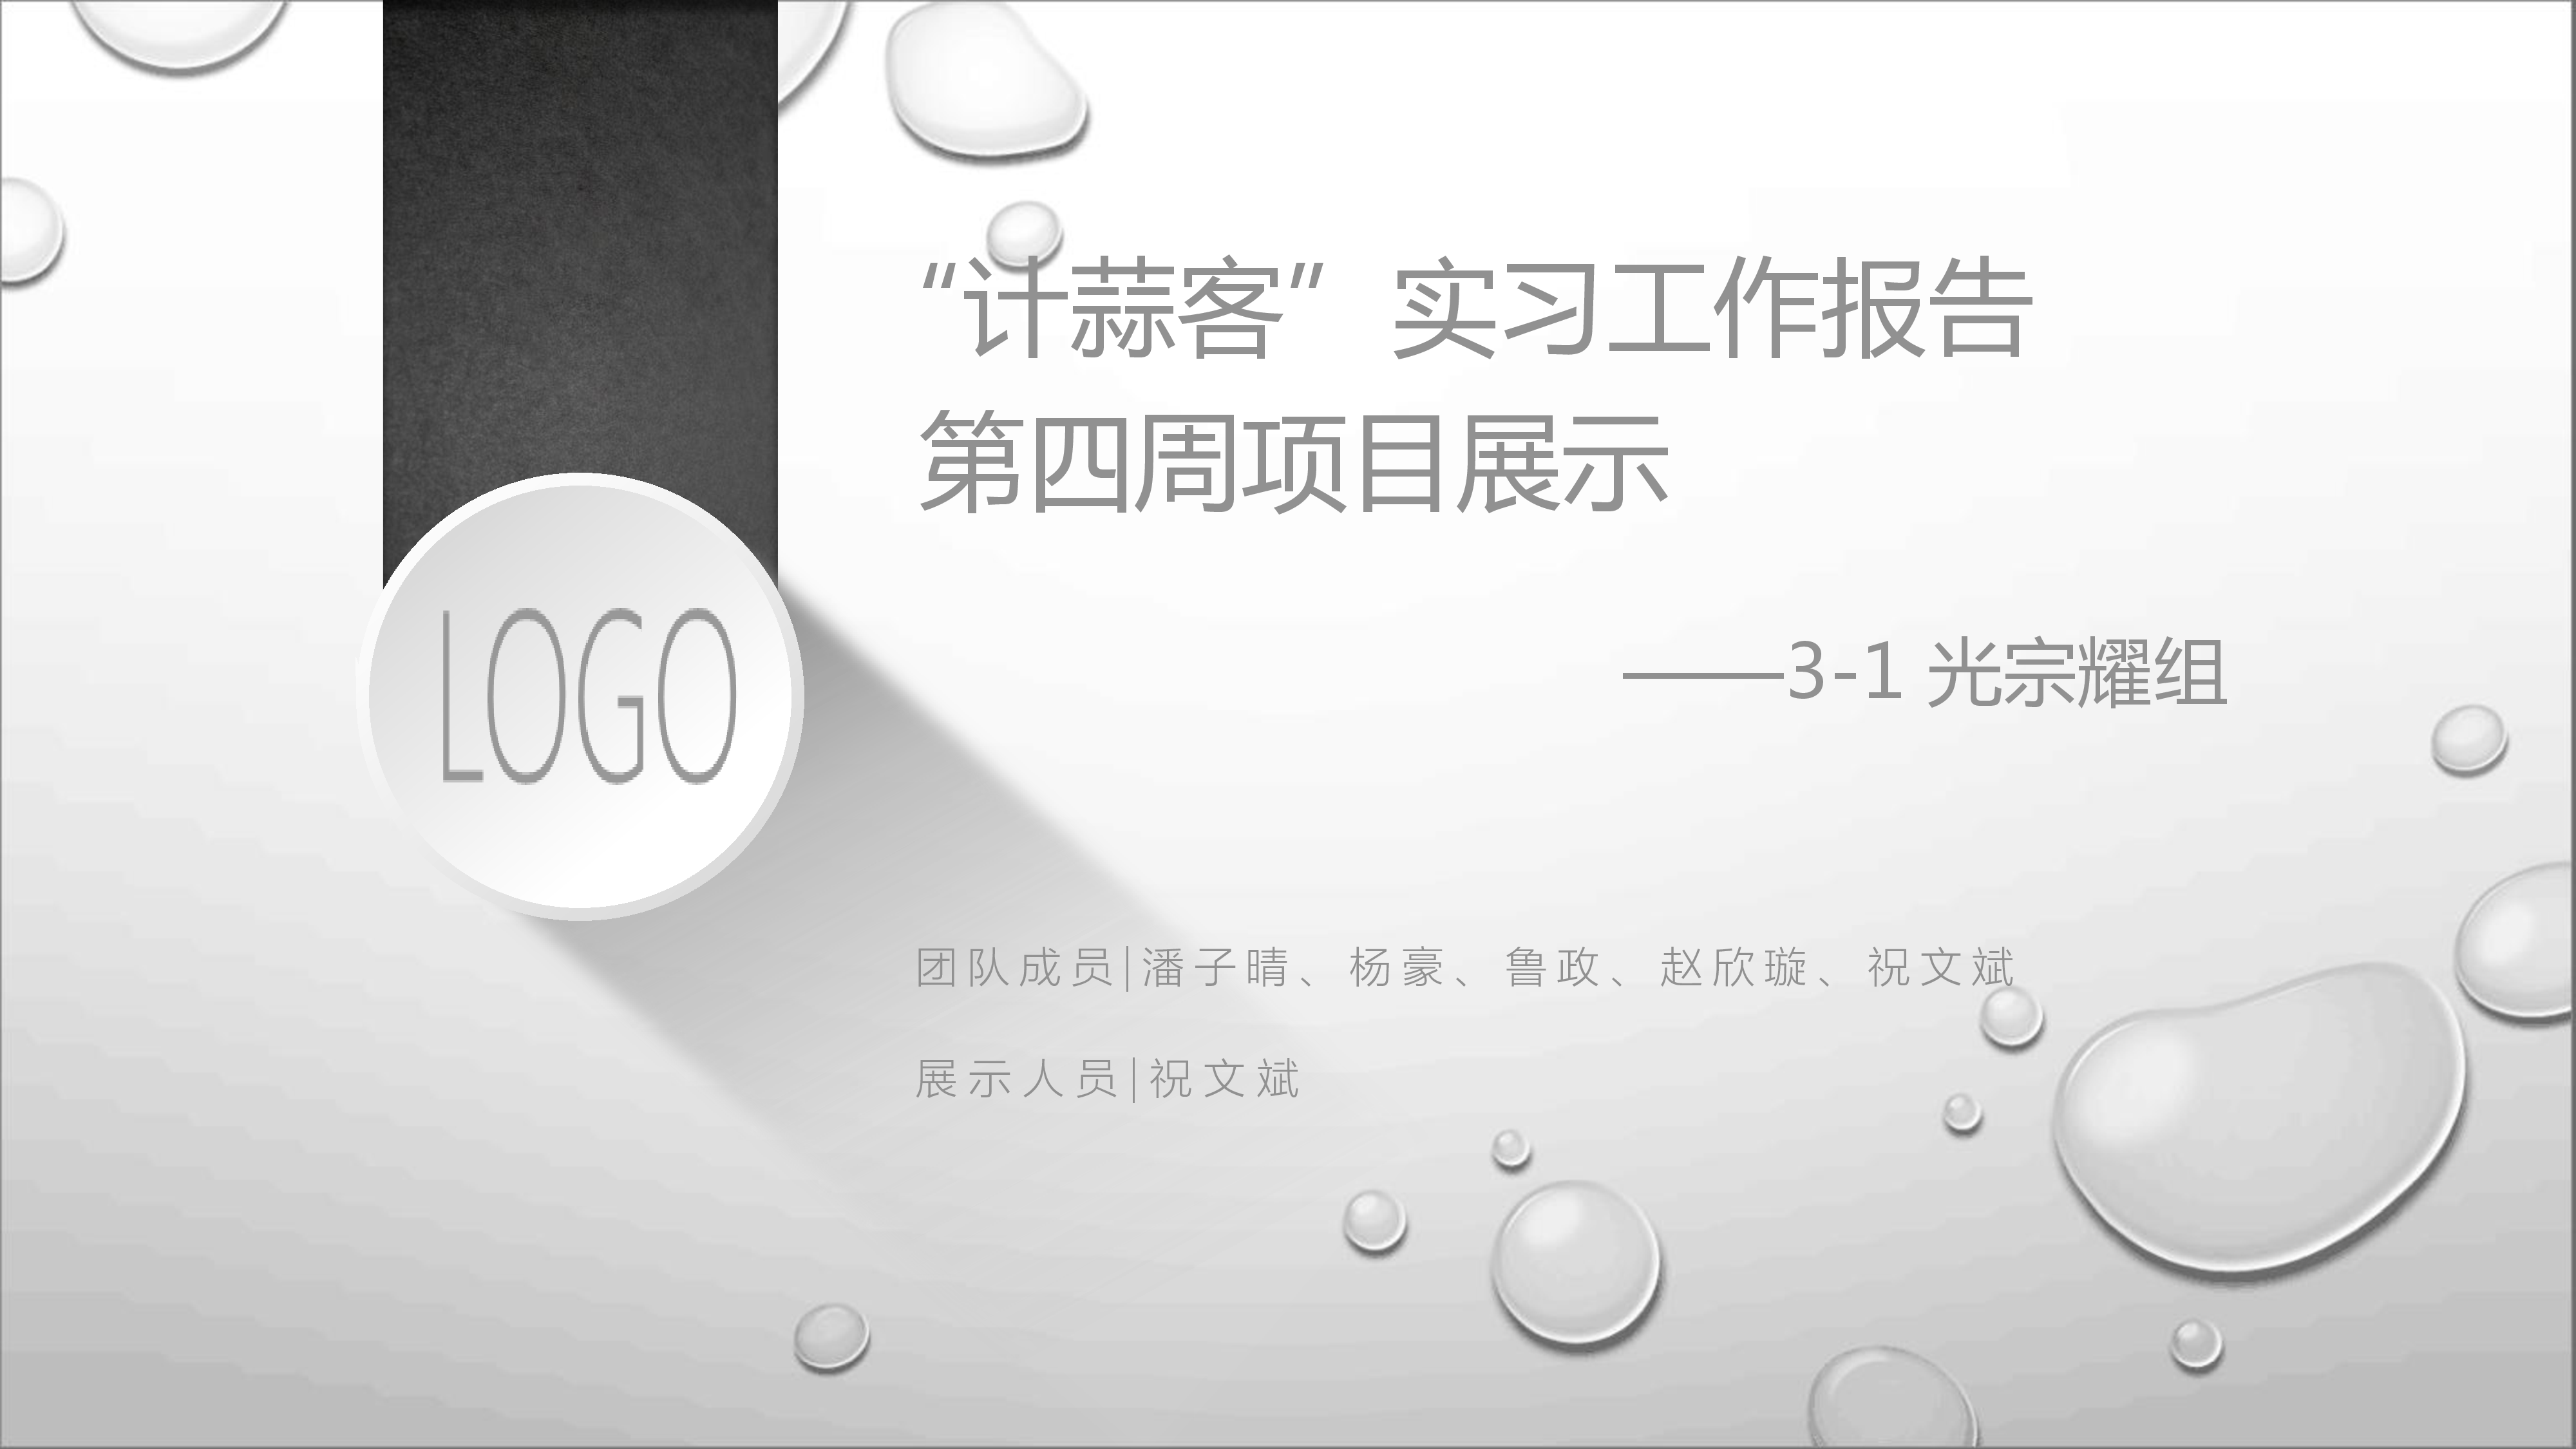 “计蒜客”实习工作报告
第四周项目展示
——3-1 光宗耀组
LOGO
团队成员|潘子晴、杨豪、鲁政、赵欣璇、祝文斌
展示人员|祝文斌